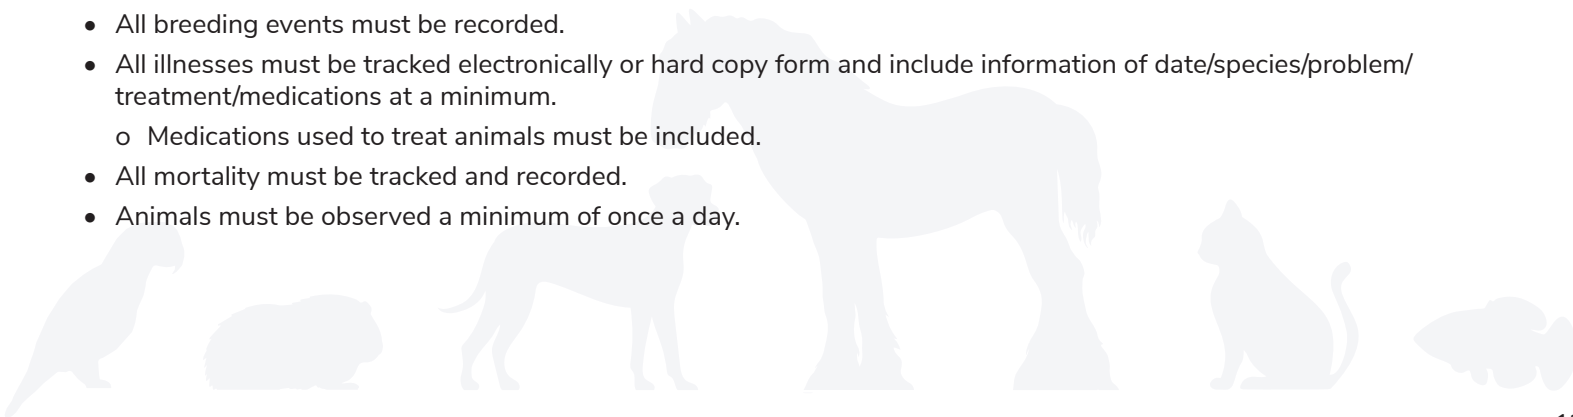 • All breeding events must be recorded.
• All illnesses must be tracked electronically or hard copy form and include information of date/species/problem/
treatment/medications at a minimum.
o Medications used to treat animals must be included.
• All mortality must be tracked and recorded.
• Animals must be observed a minimum of once a day.